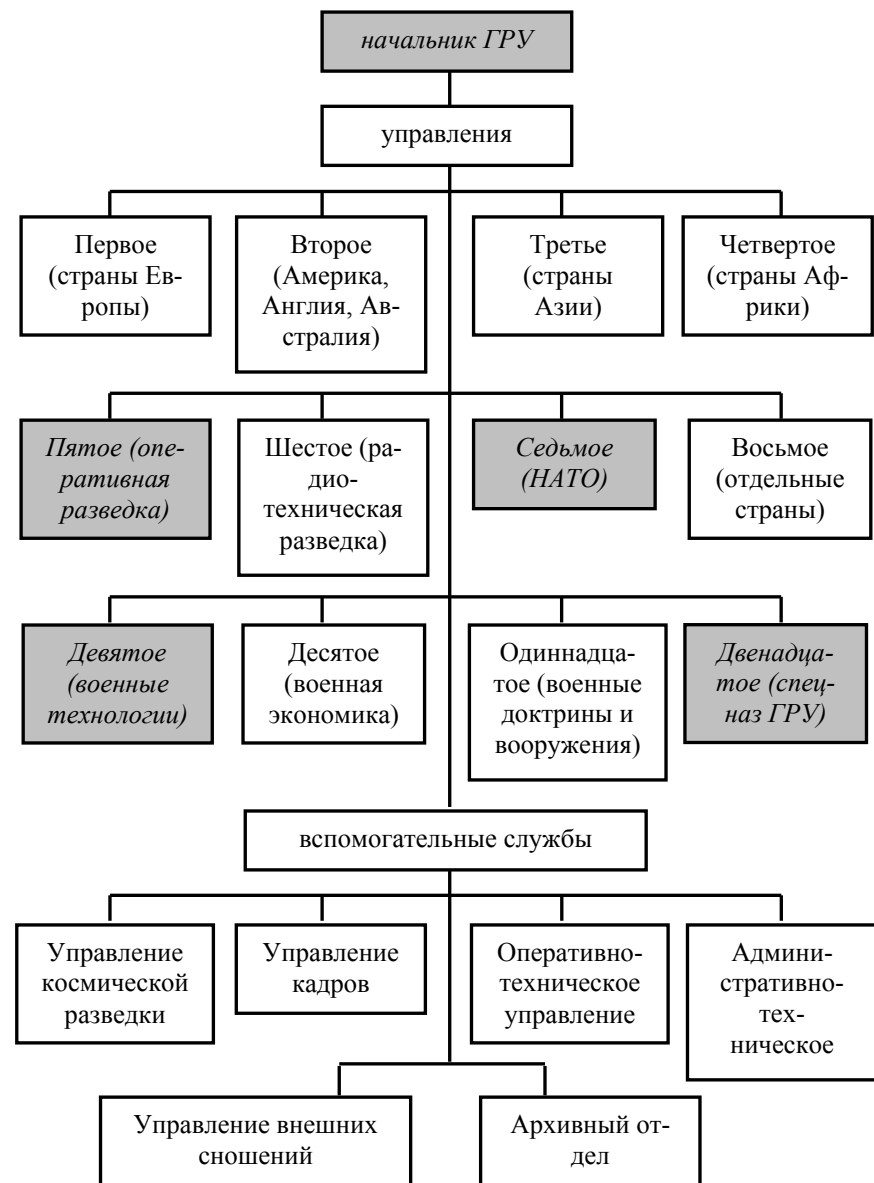 начальник ГРУ
управления
Первое
(страны Ев-
ропы)
Второе
(Америка,
Англия, Ав-
стралия)
Третье
(страны
Азии)
Четвертое
(страны Аф-
рики)
Пятое (опе-
ративная
разведка)
Шестое (ра-
дио-
техническая
разведка)
Седьмое
(НАТО)
Восьмое
(отдельные
страны)
Девятое
(военные
технологии)
Десятое
(военная
экономика)
Одиннадца-
тое (военные
доктрины и
вооружения)
Двенадца-
тое (спец-
наз ГРУ)
вспомогательные службы
Управление
космической
разведки
Управление
кадров
Оперативно-
техническое
управление
Админи-
стративно-
тех-
ническое
Управление внешних
сношений
Архивный от-
дел